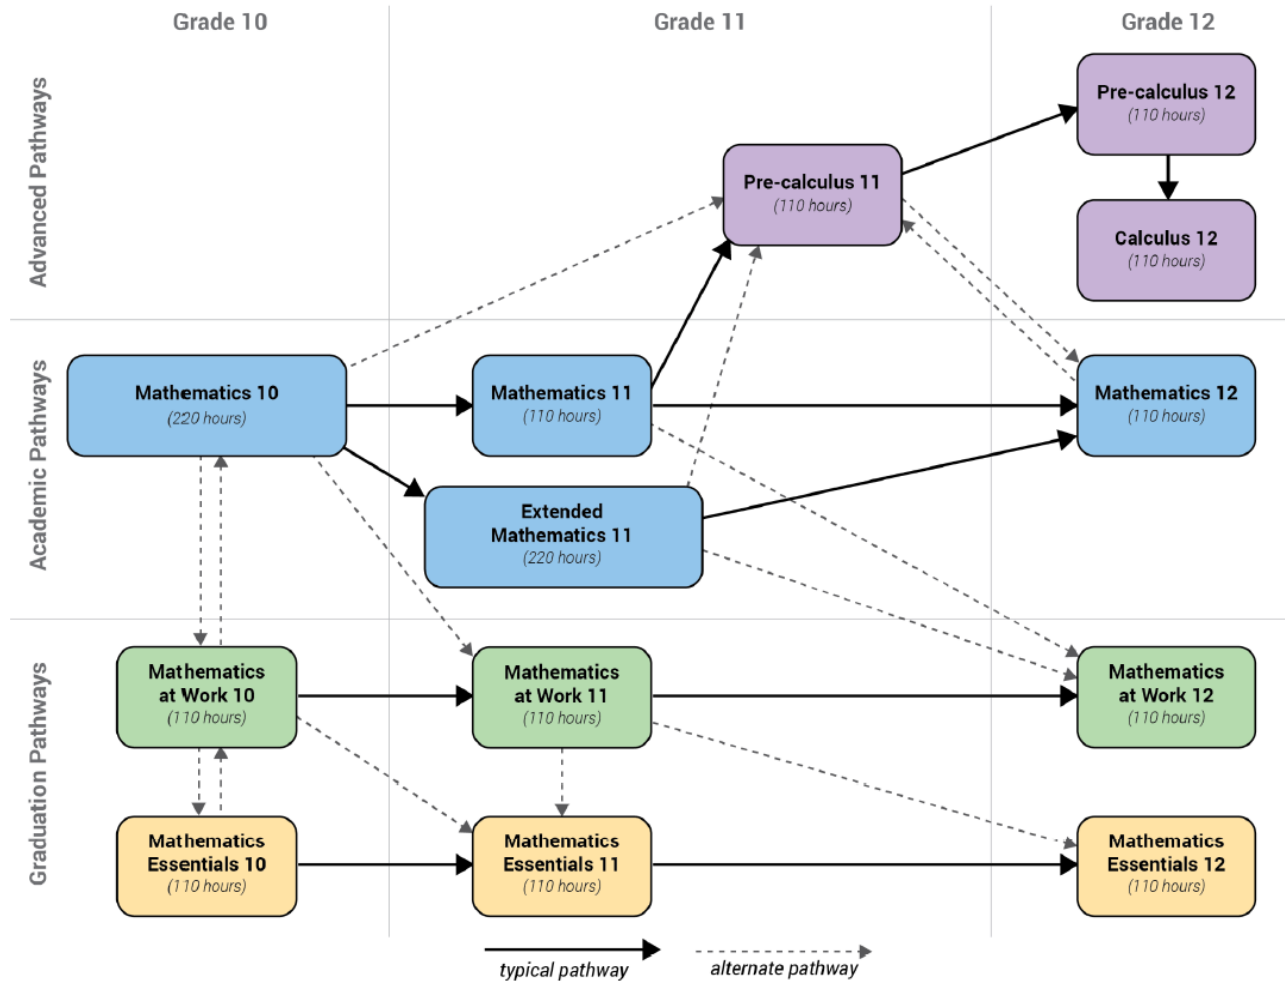 Grade 10
Grade 11
Grade 12
Advanced Pathways
Pre-calculus 12
(110 hours)
Pre-calculus 11
(110 hours)
Calculus 12
(110 hours)
Academic Pathways
Mathematics 10
(220 hours)
Mathematics 11
(110 hours)
Mathematics 12
(110 hours)
Extended
Mathematics 11
(220 hours)
Graduation Pathways
Mathematics
at Work 10
(110 hours)
Mathematics
at Work 11
(110 hours)
Mathematics
at Work 12
(110 hours)
Mathematics
Essentials 10
(110 hours)
Mathematics
Essentials 11
(110 hours)
Mathematics
Essentials 12
(110 hours)
typical pathway
alternate pathway